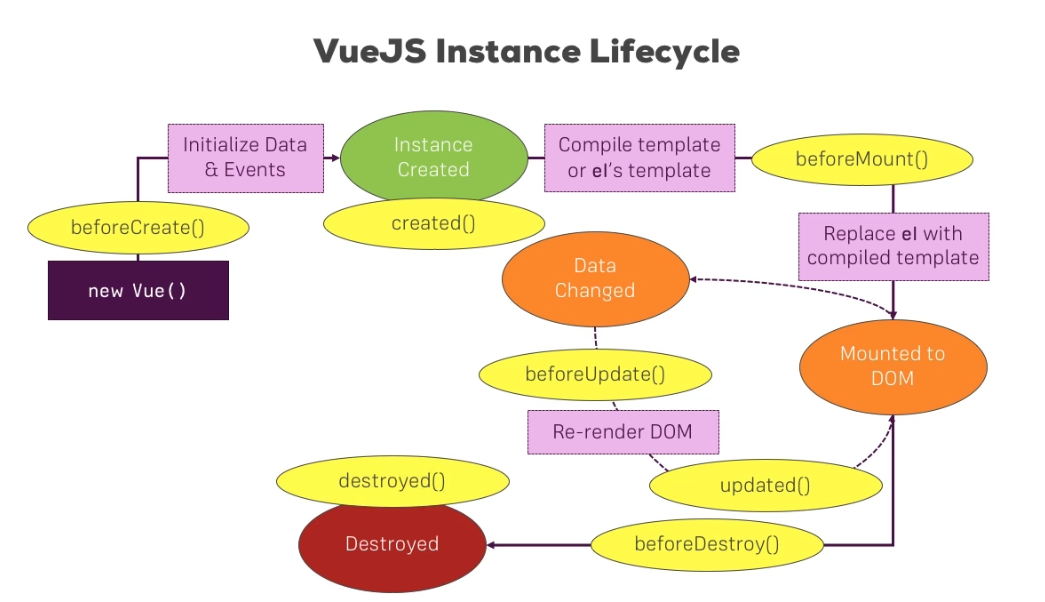 VueJS Instance Lifecycle
Initialize Data
& Events
Instance
Created
Compile template
or el's template
beforeMount()
beforeCreate()
created()
Replace el with
compiled template
new Vue()
Data
Changed
Mounted to
DOM
beforeUpdate()
Re-render DOM
updated()
destroyed()
Destroyed
beforeDestroy()